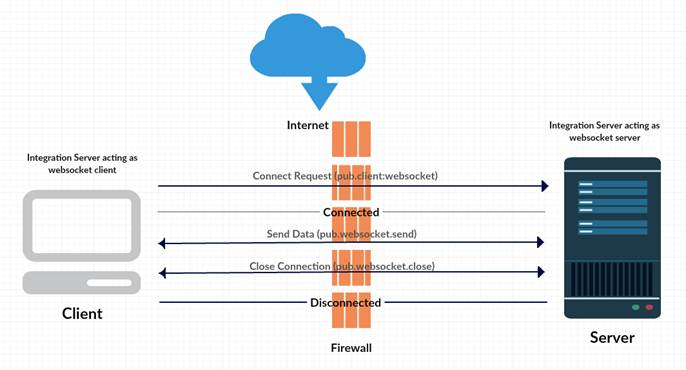 Internet
Integration Server acting as
websocket server
Integration Server acting as
websocket client
Connect Request (pub.client:websocket)
Connected
Send Data (pub.websocket.send)
Close Connection (pub.websocket.close)
Disconnected
Client
Server
Firewall